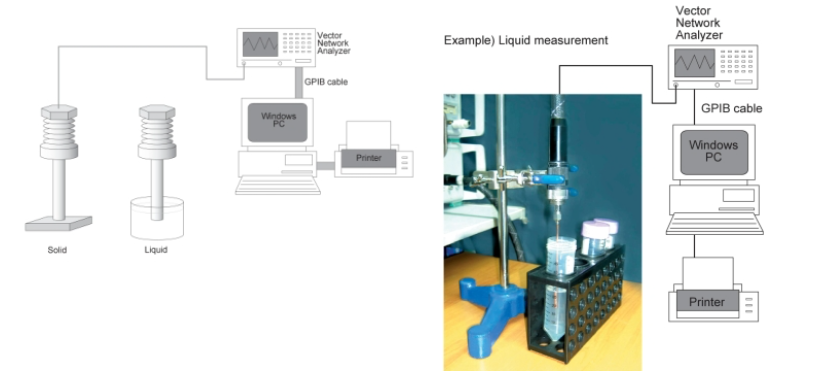 Vector
Network
Analyzer
GPIB cable
Windows
PC
Printer
Solid
Liquid
Example) Liquid measurement
Vector
Network
Analyzer
GPIB cable
Windows
PC
Printer